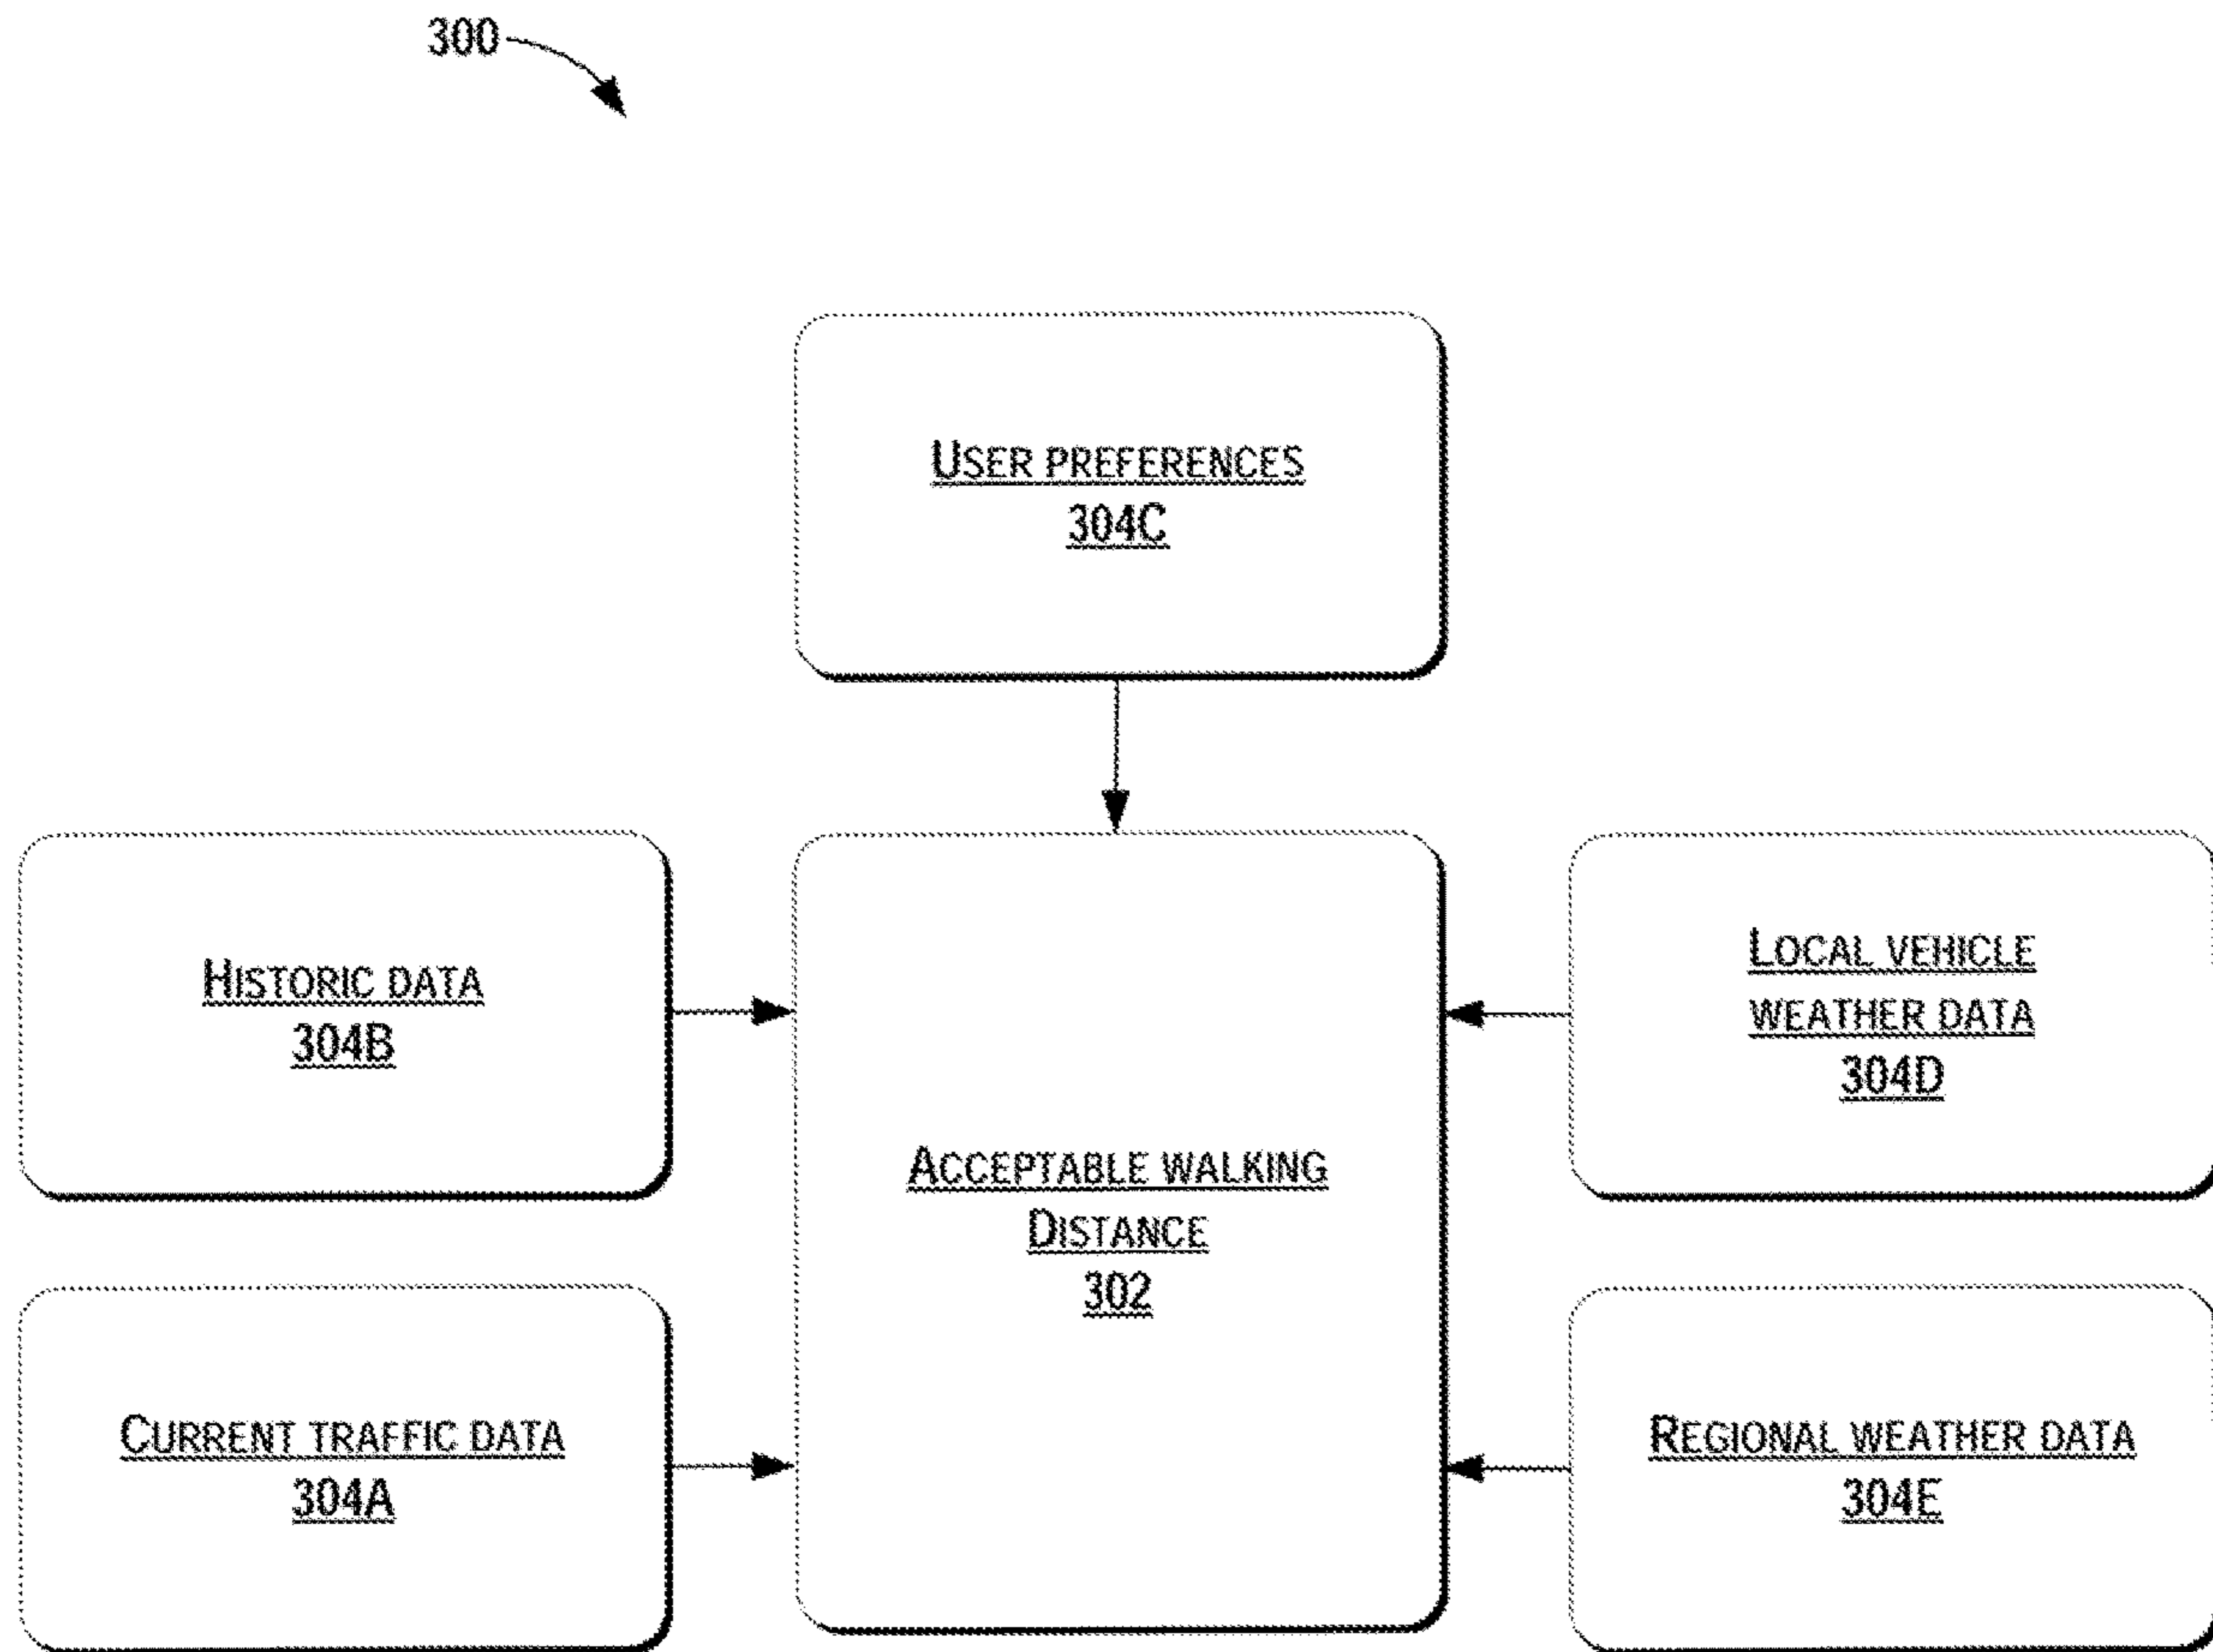 300
USER PREFERENCES
304C
HISTORIC DATA
304B
LOCAL VEHICLE
WEATHER DATA
304D
ACCEPTABLE WALKING
DISTANCE
302
CURRENT TRAFFIC DATA
304A
REGIONAL WEATHER DATA
304E